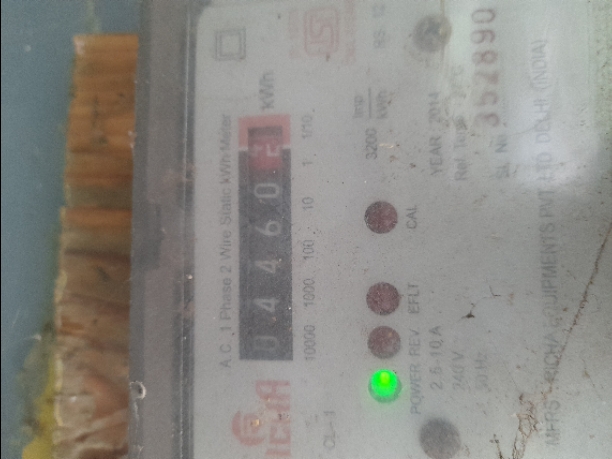 A.C. 1 Phase 2 Wire Static kWh Meter
0 4 4 6 0 2 kWh
10000 1000 100 10 1 1/10
CL-1
3200 imp/kWh
CAL
EFLT
REV
POWER
2.5-10 A
YEAR 2014
240 V
50 Hz
Sl. No. 352890
EQUIPMENTS PVT. LTD. DELHI (INDIA)